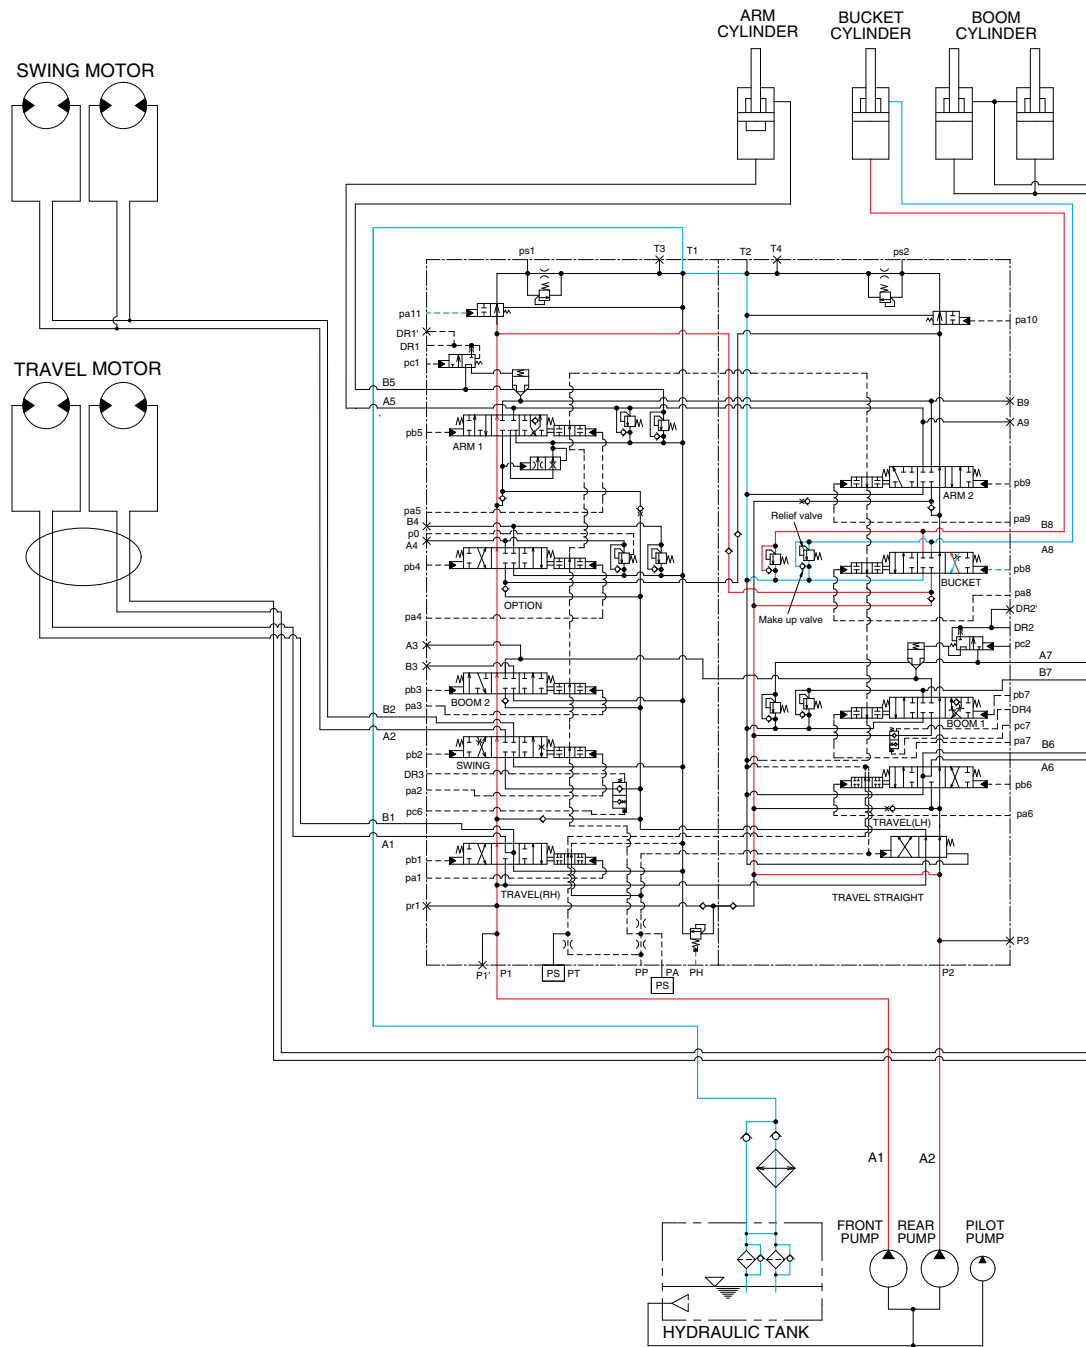 ARM
CYLINDER
BUCKET
CYLINDER
BOOM
CYLINDER
SWING MOTOR
TRAVEL MOTOR
ps1
T3
T1
T2
T4
ps2
pa11
pa10
DR1'
DR1
pc1
B5
A5
B9
A9
pb5
ARM 1
ARM 2
pb9
pa5
pa9
B4
p0
A4
Relief valve
B8
A8
pb4
OPTION
BUCKET
pb8
pa4
Make up valve
pa8
DR2'
DR2
pc2
A3
B3
A7
B7
pb3
BOOM 2
pa3
BOOM 1
pb7
DR4
pc7
pa7
B2
A2
pb2
SWING
B6
A6
DR3
pa2
pc6
pb6
TRAVEL(LH)
pa6
B1
A1
pb1
pa1
TRAVEL(RH)
TRAVEL STRAIGHT
pr1
P3
P1'
P1
PS
PT
PP
PS
PA
PH
P2
A1
A2
FRONT
PUMP
REAR
PUMP
PILOT
PUMP
HYDRAULIC TANK